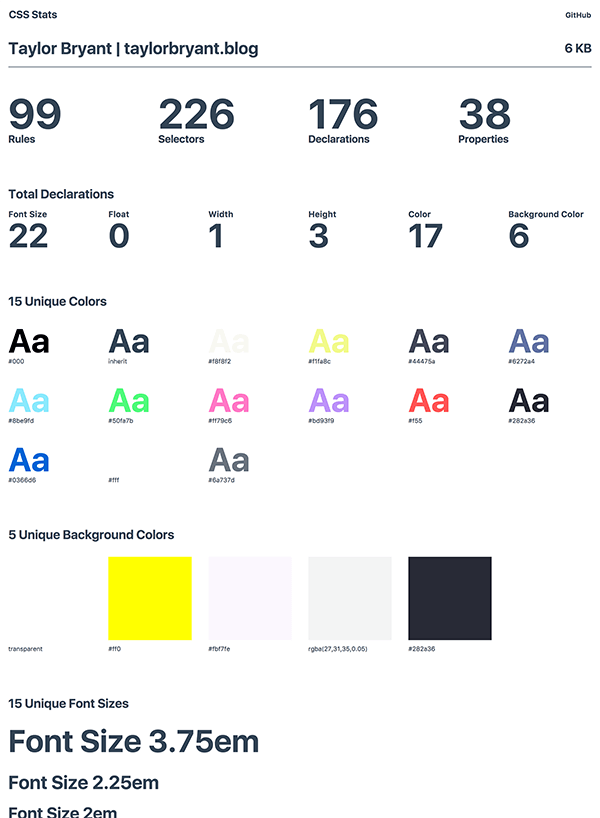 CSS Stats GitHub
Taylor Bryant | taylorbryant.blog 6 KB
99 226 176 38
Rules Selectors Declarations Properties
Total Declarations
Font Size Float Width Height Color Background Color
22 0 1 3 17 6
15 Unique Colors
Aa Aa Aa Aa Aa Aa
#000 inherit #f8f8f2 #f1fa8c #44475a #6272a4
Aa Aa Aa Aa Aa Aa
#8be9fd #50fa7b #ff79c6 #bd93f9 #f55 #282a36
Aa Aa
#0366d6 #fff #6a737d
5 Unique Background Colors
transparent #ff0 #fbf7fe rgba(27,31,35,0.05) #282a36
15 Unique Font Sizes
Font Size 3.75em
Font Size 2.25em
Font Size 2em